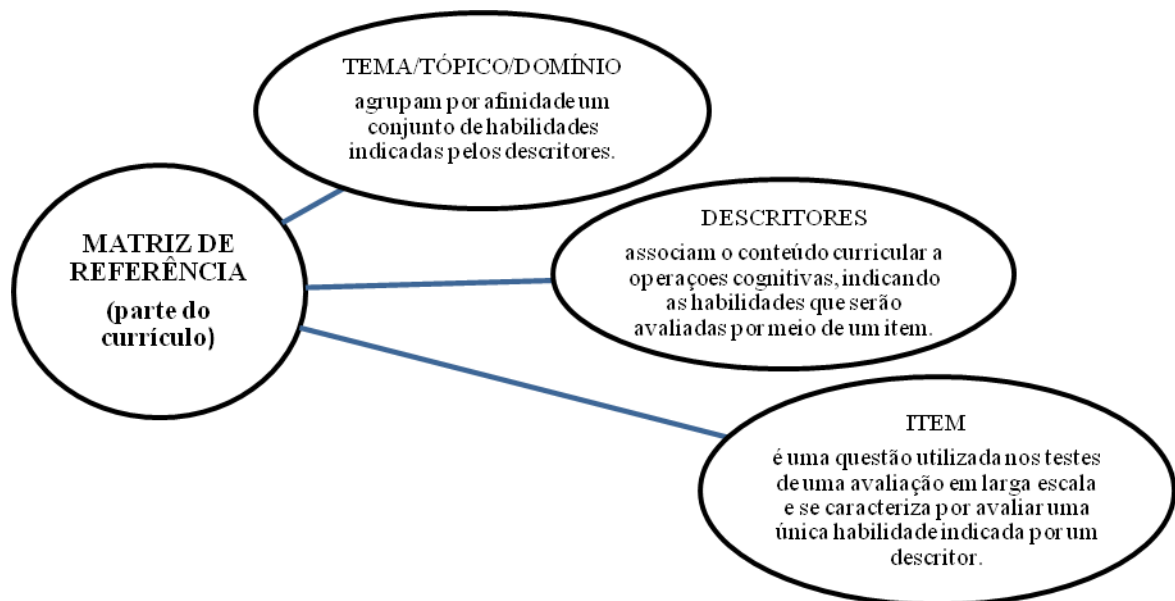 TEMA/TÓPICO/DOMÍNIO
agrupam por afinidade um
conjunto de habilidades
indicadas pelos descritores.
MATRIZ DE
REFERÊNCIA
(parte do
currículo)
DESCRITORES
associam o conteúdo curricular a
operaçoes cognitivas, indicando
as habilidades que serão
avaliadas por meio de um item.
ITEM
é uma questão utilizada nos testes
de uma avaliação em larga escala
e se caracteriza por avaliar uma
única habilidade indicada por um
descritor.